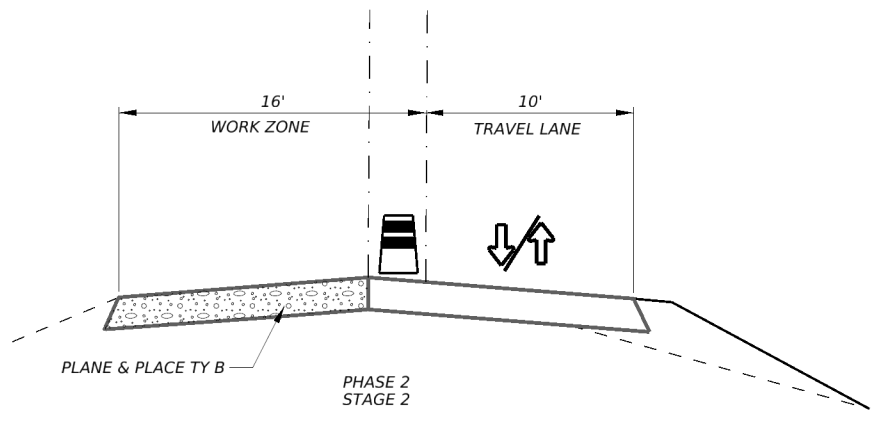 16'
WORK ZONE
10'
TRAVEL LANE
PLANE & PLACE TY B
PHASE 2
STAGE 2